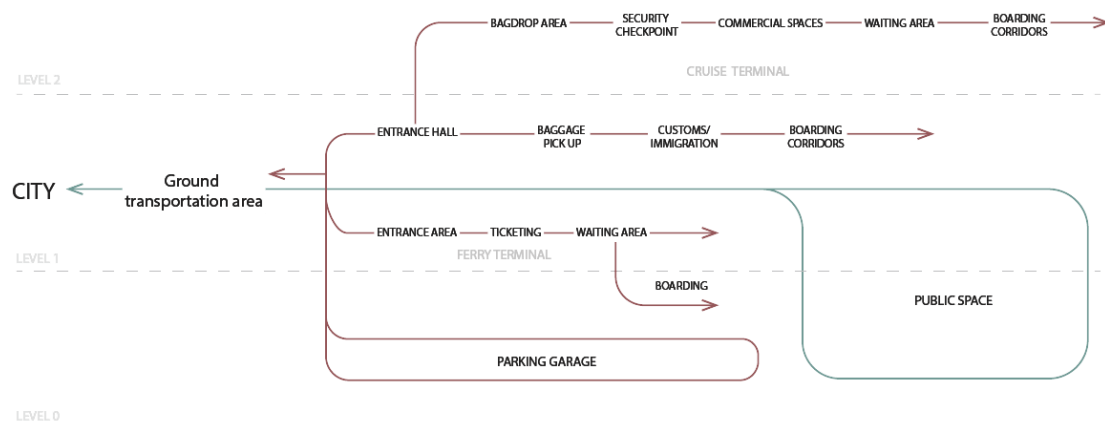 BAGDROP AREA
SECURITY
CHECKPOINT
COMMERCIAL SPACES
WAITING AREA
BOARDING
CORRIDORS
CRUISE TERMINAL
LEVEL 2
ENTRANCE HALL
BAGGAGE
PICK UP
CUSTOMS/
IMMIGRATION
BOARDING
CORRIDORS
CITY
Ground
transportation area
ENTRANCE AREA
TICKETING
WAITING AREA
FERRY TERMINAL
LEVEL 1
BOARDING
PUBLIC SPACE
PARKING GARAGE
LEVEL 0